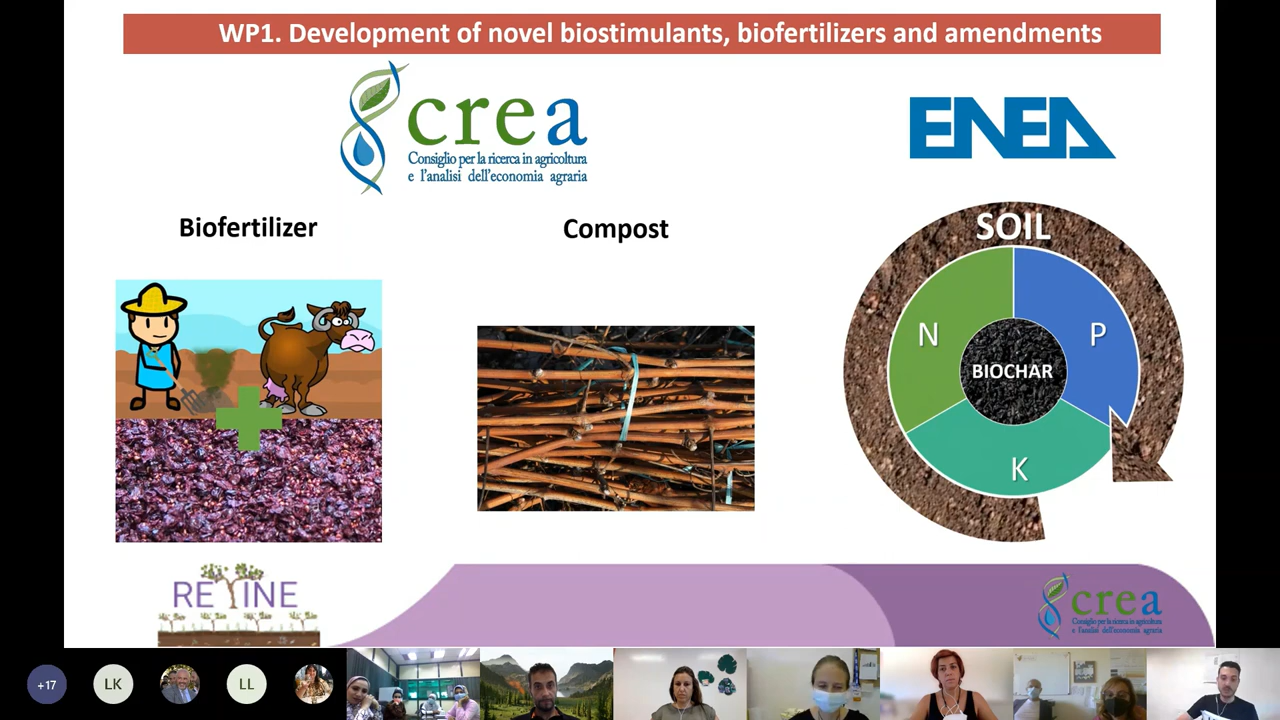 WP1. Development of novel biostimulants, biofertilizers and amendments
crea
Consiglio per la ricerca in agricoltura
e l'analisi dell'economia agraria
ENEA
Biofertilizer
Compost
SOIL
N
P
BIOCHAR
K
REVINE
crea
Consiglio per la ricerca in agricoltura
e l'analisi dell'economia agraria
+17
LK
LL